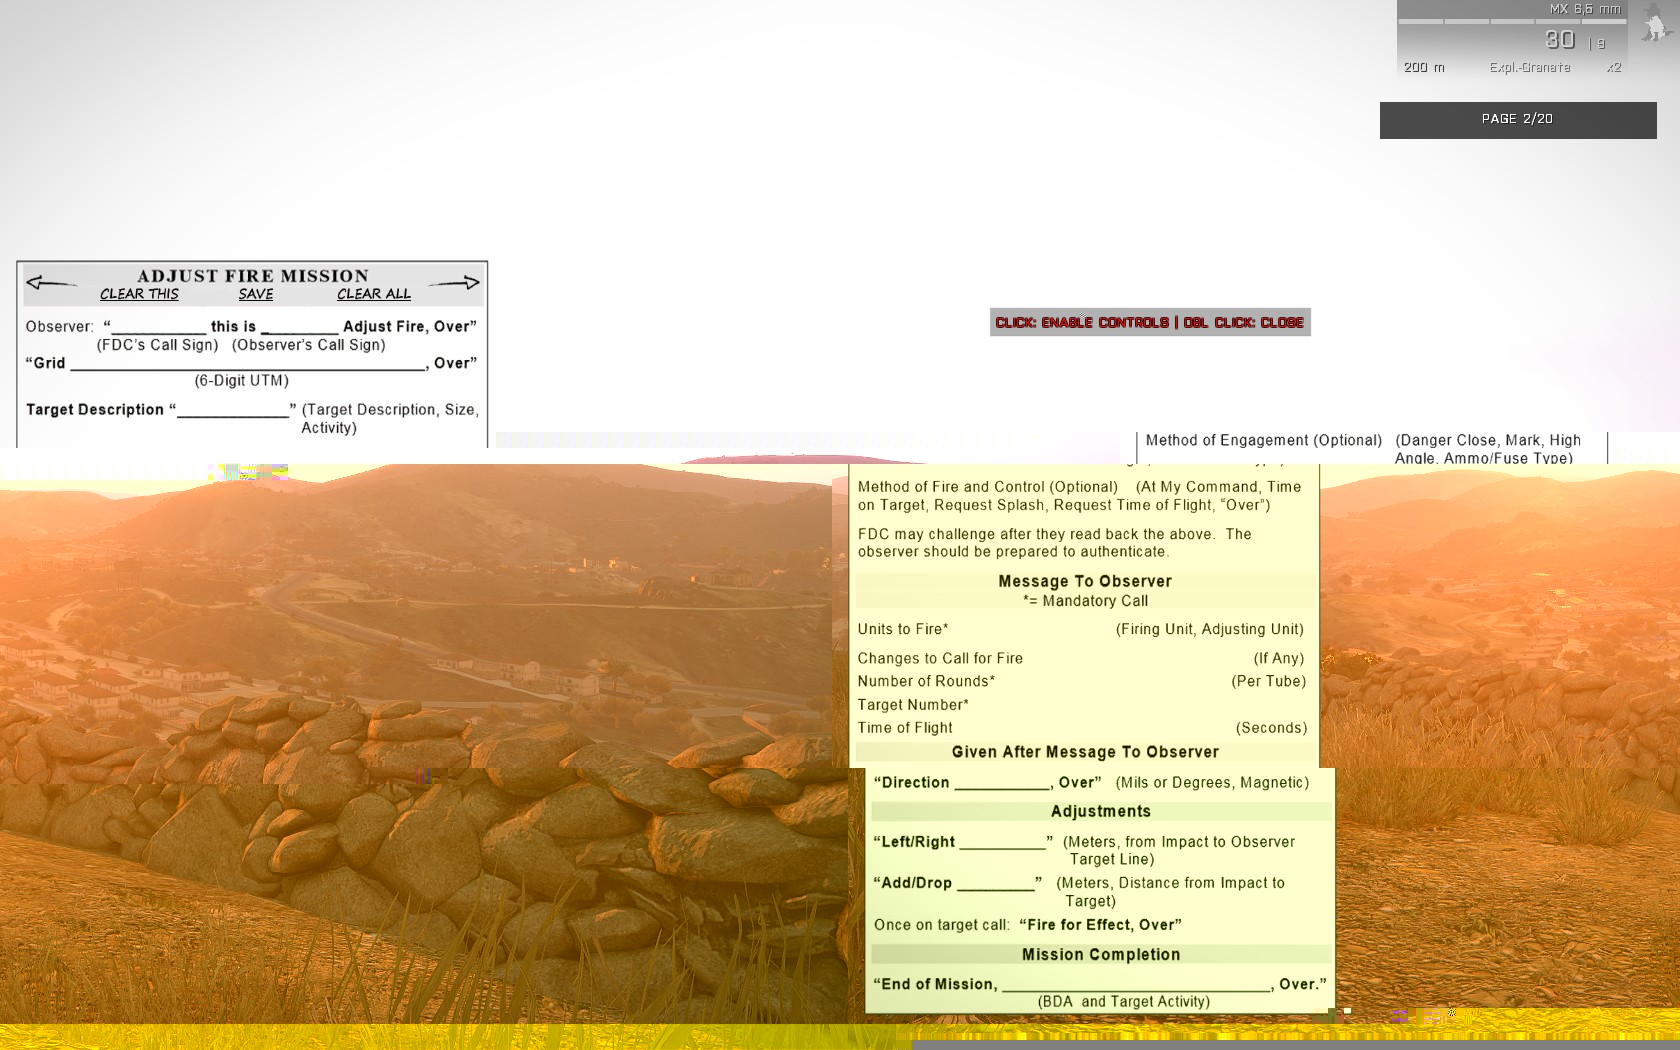 MX 6,5 mm
30 | 9
200 m Expl.-Granate x2
PAGE 2/20
ADJUST FIRE MISSION
CLEAR THIS SAVE CLEAR ALL
CLICK: ENABLE CONTROLS | DBL CLICK: CLOSE
Observer: “__________ this is ________ Adjust Fire, Over”
(FDC’s Call Sign) (Observer’s Call Sign)
“Grid ______________________________________, Over”
(6-Digit UTM)
Target Description “____________” (Target Description, Size,
Activity)
Method of Engagement (Optional) (Danger Close, Mark, High
Angle, Ammo/Fuse Type)
Method of Fire and Control (Optional) (At My Command, Time
on Target, Request Splash, Request Time of Flight, “Over”)
FDC may challenge after they read back the above. The
observer should be prepared to authenticate.
Message To Observer
*= Mandatory Call
Units to Fire* (Firing Unit, Adjusting Unit)
Changes to Call for Fire (If Any)
Number of Rounds* (Per Tube)
Target Number*
Time of Flight (Seconds)
Given After Message To Observer
“Direction __________, Over” (Mils or Degrees, Magnetic)
Adjustments
“Left/Right _________” (Meters, from Impact to Observer
Target Line)
“Add/Drop ________” (Meters, Distance from Impact to
Target)
Once on target call: “Fire for Effect, Over”
Mission Completion
“End of Mission, ____________________________, Over.”
(BDA and Target Activity)